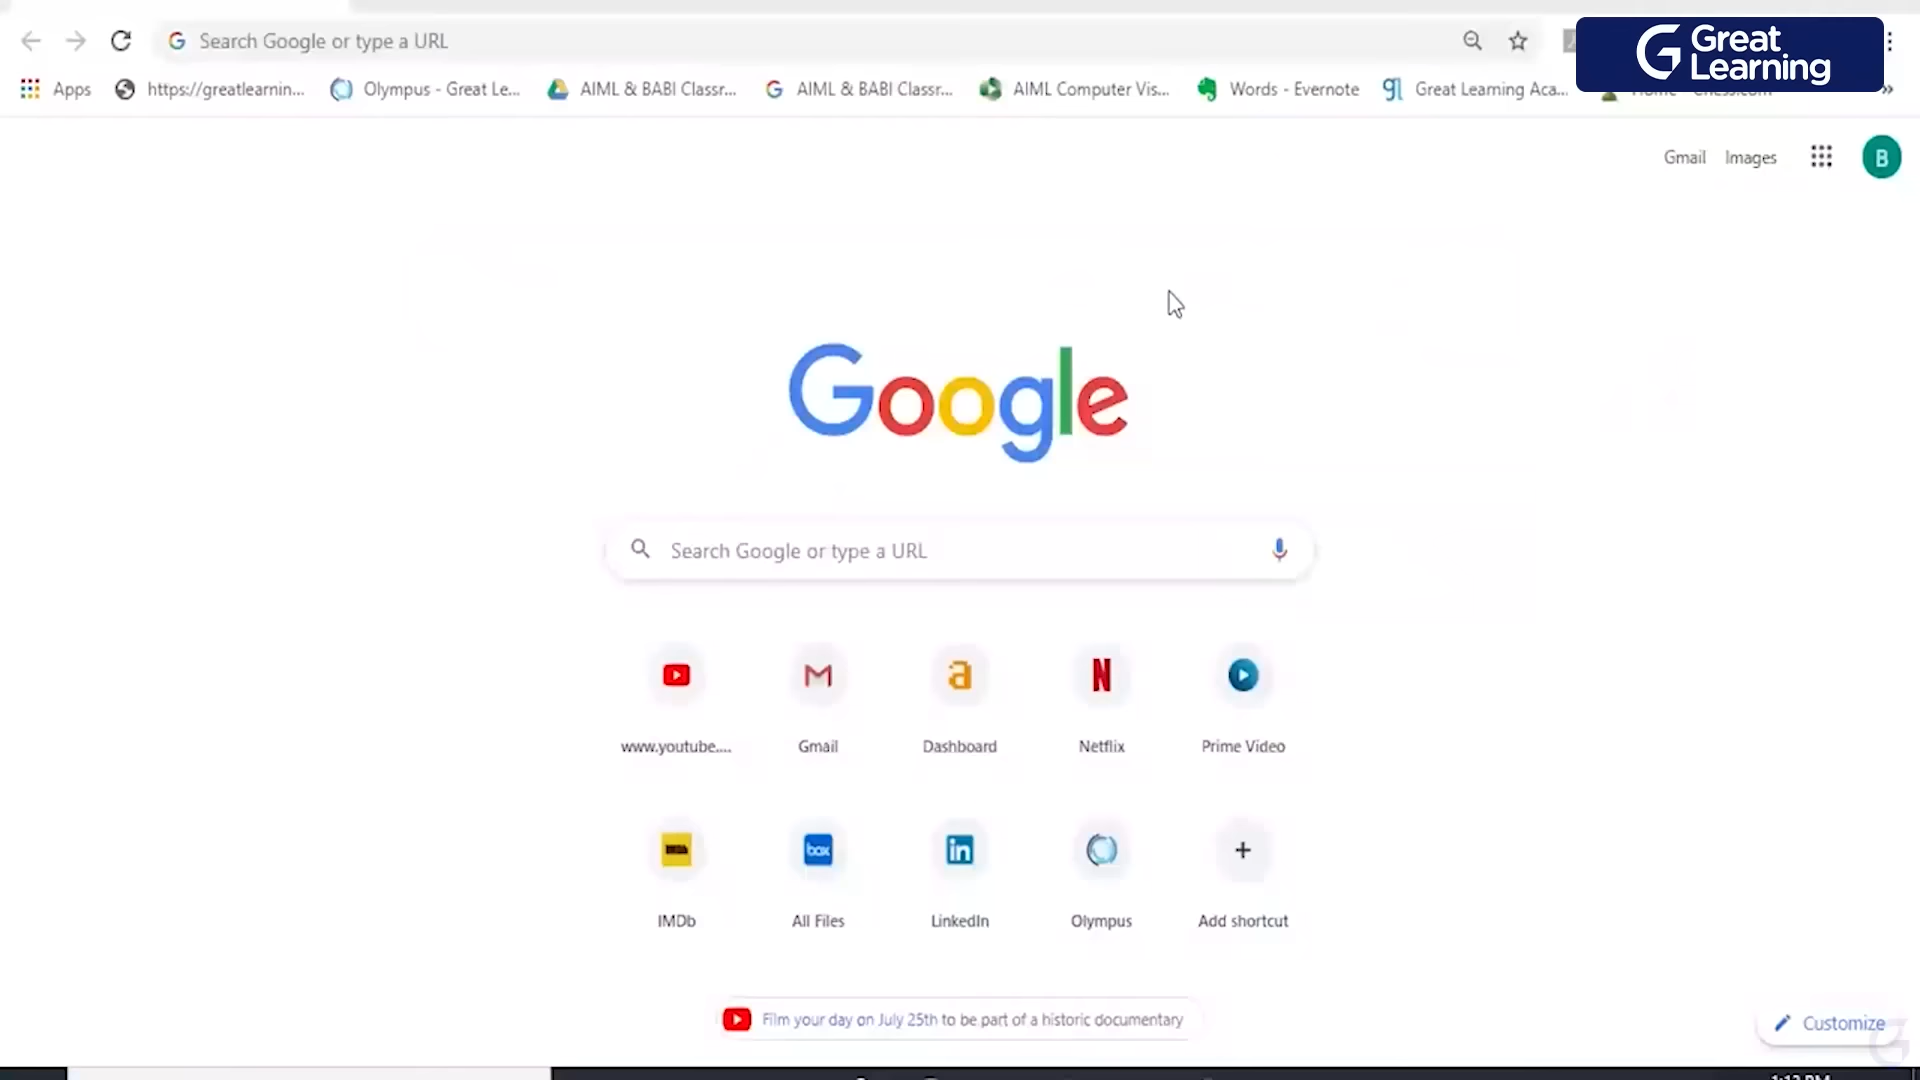 Search Google or type a URL
Great Learning
Apps https://greatlearnin... Olympus - Great Le... AIML & BABI Classr... AIML & BABI Classr... AIML Computer Vis... Words - Evernote Great Learning Aca...
Gmail Images B
Google
Search Google or type a URL
www.youtube.... Gmail Dashboard Netflix Prime Video
box in
IMDb All Files LinkedIn Olympus Add shortcut
Film your day on July 25th to be part of a historic documentary
Customize